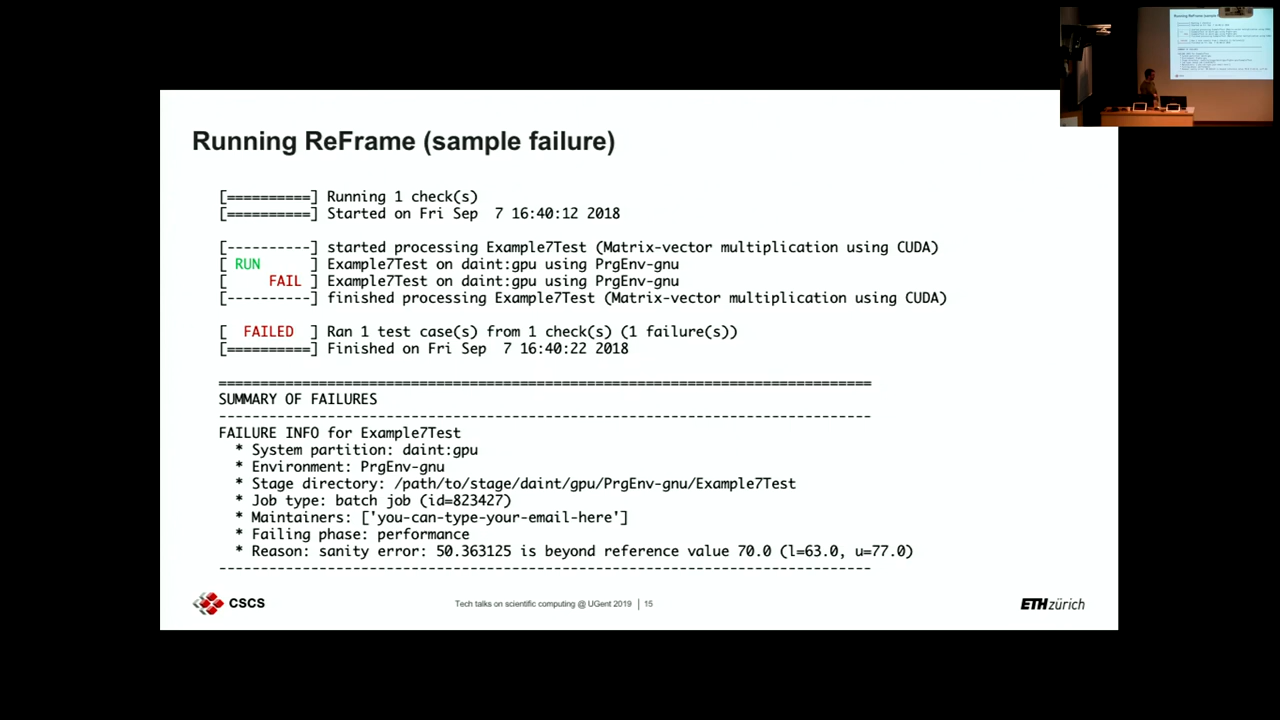 Running ReFrame (sample failure)
[==========] Running 1 check(s)
[==========] Started on Fri Sep  7 16:40:12 2018
[----------] started processing Example7Test (Matrix-vector multiplication using CUDA)
[ RUN      ] Example7Test on daint:gpu using PrgEnv-gnu
[     FAIL ] Example7Test on daint:gpu using PrgEnv-gnu
[----------] finished processing Example7Test (Matrix-vector multiplication using CUDA)
[  FAILED  ] Ran 1 test case(s) from 1 check(s) (1 failure(s))
[==========] Finished on Fri Sep  7 16:40:22 2018
==============================================================================
SUMMARY OF FAILURES
------------------------------------------------------------------------------
FAILURE INFO for Example7Test
  * System partition: daint:gpu
  * Environment: PrgEnv-gnu
  * Stage directory: /path/to/stage/daint/gpu/PrgEnv-gnu/Example7Test
  * Job type: batch job (id=823427)
  * Maintainers: ['you-can-type-your-email-here']
  * Failing phase: performance
  * Reason: sanity error: 50.363125 is beyond reference value 70.0 (l=63.0, u=77.0)
------------------------------------------------------------------------------
CSCS
Tech talks on scientific computing @ UGent 2019 | 15
ETH zürich
Running ReFrame (sample